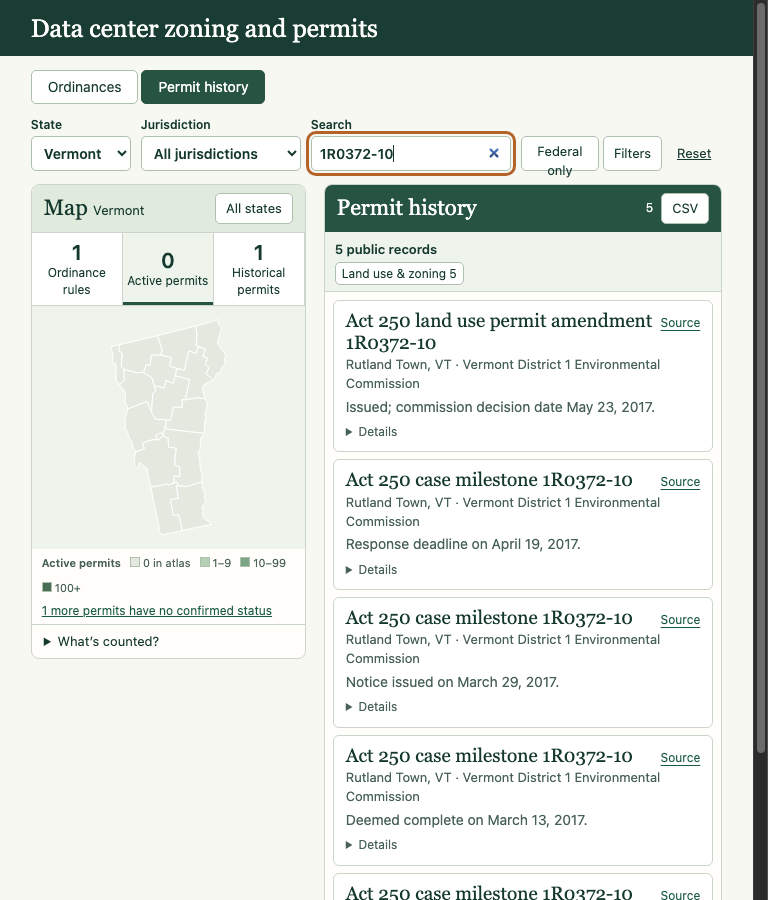 Data center zoning and permits
Ordinances
Permit history
State
Jurisdiction
Search
Vermont
All jurisdictions
1R0372-10
Federal
only
Filters
Reset
Map Vermont
All states
1
Ordinance
rules
0
Active permits
1
Historical
permits
Active permits 0 in atlas 1–9 10–99
100+
1 more permits have no confirmed status
What's counted?
Permit history
5
CSV
5 public records
Land use & zoning 5
Act 250 land use permit amendment
1R0372-10
Source
Rutland Town, VT · Vermont District 1 Environmental
Commission
Issued; commission decision date May 23, 2017.
Details
Act 250 case milestone 1R0372-10
Source
Rutland Town, VT · Vermont District 1 Environmental
Commission
Response deadline on April 19, 2017.
Details
Act 250 case milestone 1R0372-10
Source
Rutland Town, VT · Vermont District 1 Environmental
Commission
Notice issued on March 29, 2017.
Details
Act 250 case milestone 1R0372-10
Source
Rutland Town, VT · Vermont District 1 Environmental
Commission
Deemed complete on March 13, 2017.
Details
Act 250 case milestone 1R0372-10
Source